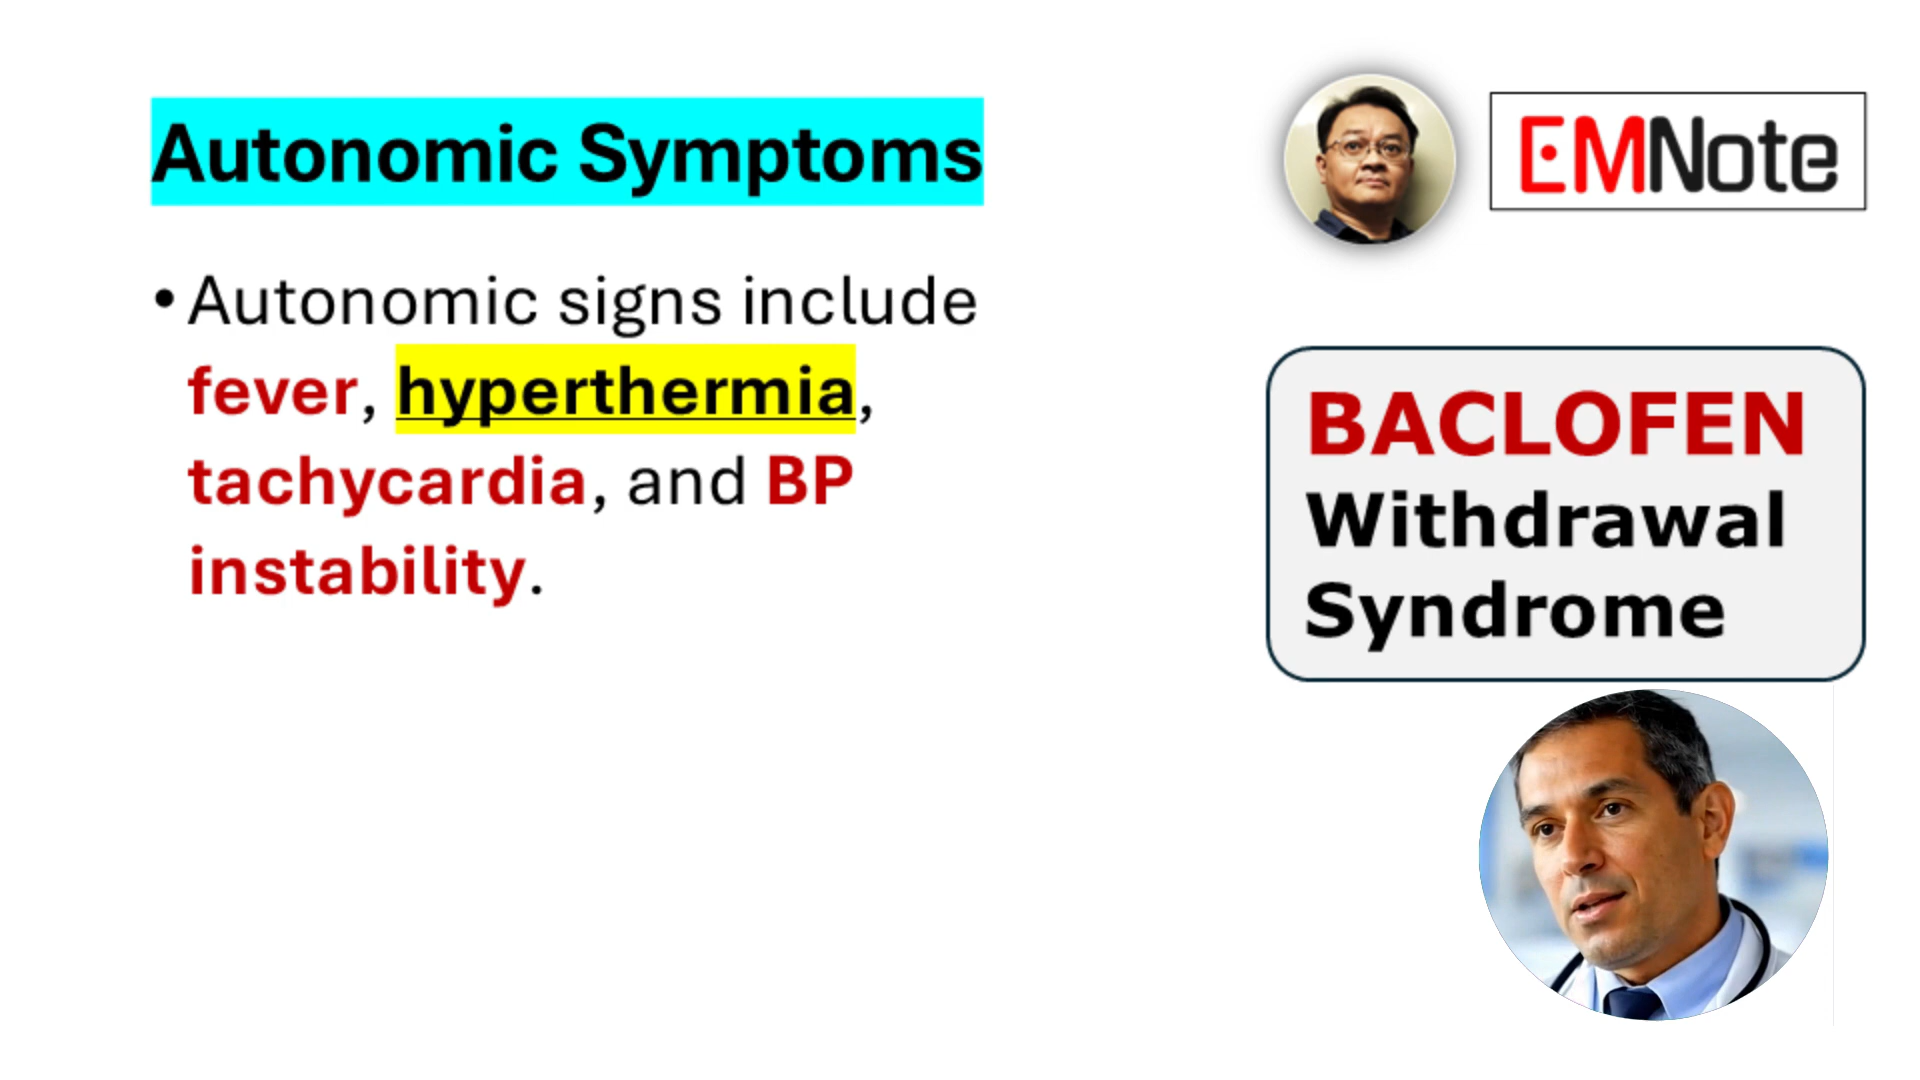 Autonomic Symptoms
• Autonomic signs include
fever, hyperthermia,
tachycardia, and BP
instability.
EMNote
BACLOFEN
Withdrawal
Syndrome